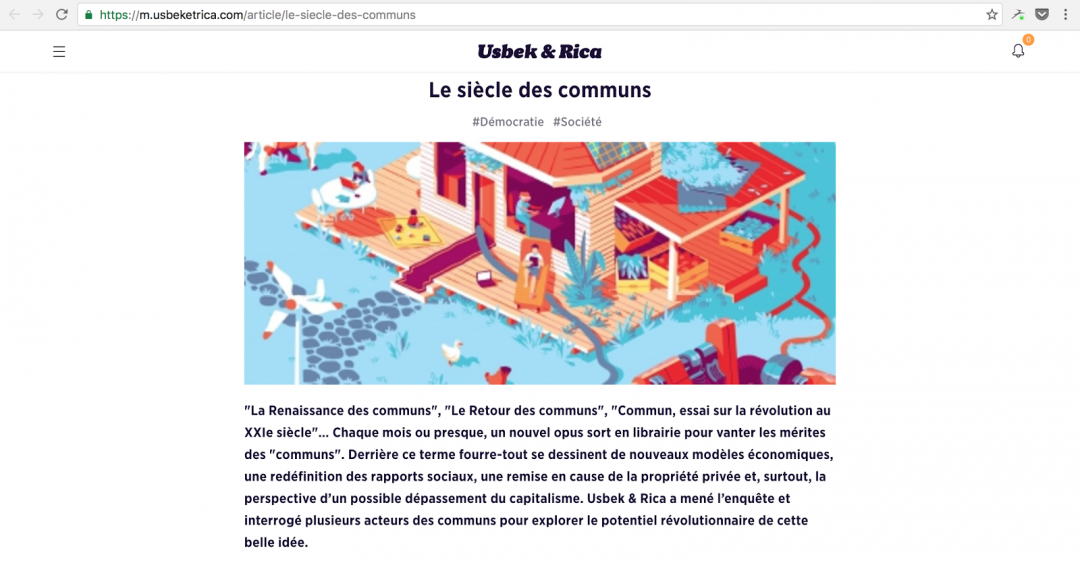 https://m.usbeketrica.com/article/le-siecle-des-communs
Usbek & Rica
0
Le siècle des communs
#Démocratie #Société
"La Renaissance des communs", "Le Retour des communs", "Commun, essai sur la révolution au
XXIe siècle"... Chaque mois ou presque, un nouvel opus sort en librairie pour vanter les mérites
des "communs". Derrière ce terme fourre-tout se dessinent de nouveaux modèles économiques,
une redéfinition des rapports sociaux, une remise en cause de la propriété privée et, surtout, la
perspective d’un possible dépassement du capitalisme. Usbek & Rica a mené l’enquête et
interrogé plusieurs acteurs des communs pour explorer le potentiel révolutionnaire de cette
belle idée.